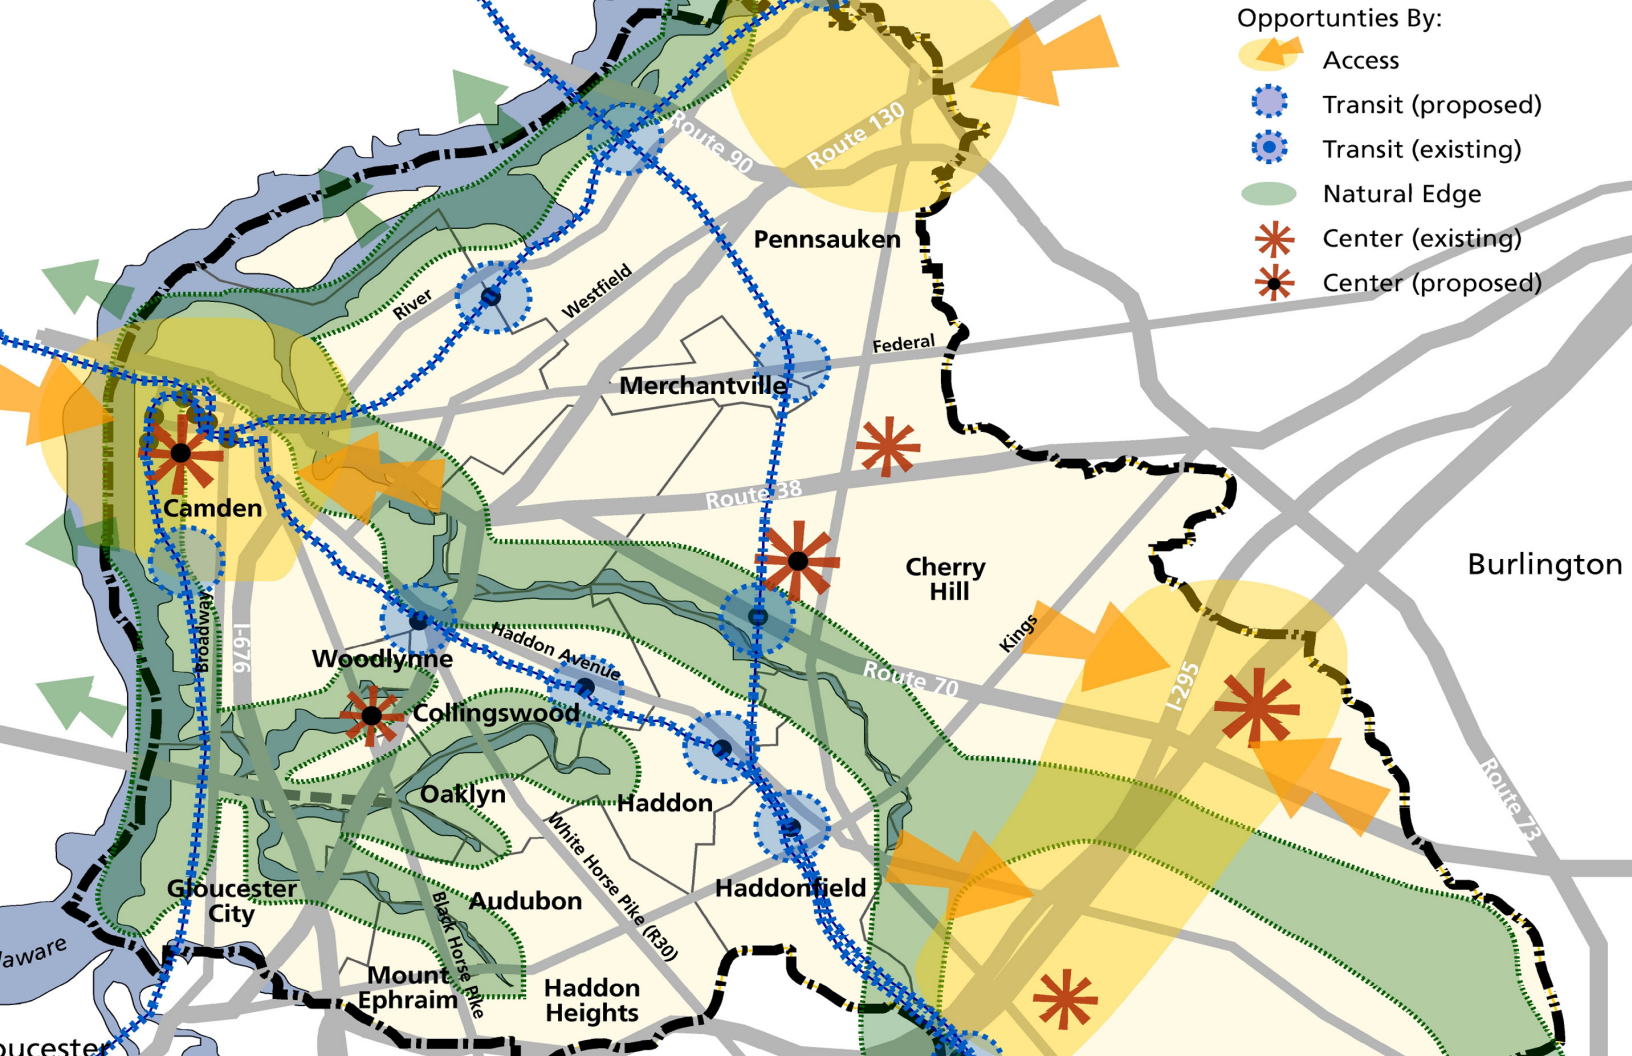 Opportunties By:
Access
Transit (proposed)
Transit (existing)
Natural Edge
Center (existing)
Center (proposed)
Route 90
Route 130
Pennsauken
River
Westfield
Federal
Merchantville
Route 38
Camden
Cherry
Hill
Burlington
Broadway
I-676
Haddon Avenue
Woodlynne
Kings
I-295
Route 70
Collingswood
Route 73
Oaklyn
Haddon
White Horse Pike (R30)
Haddonfield
Gloucester
City
Audubon
Black Horse Pike
laware
Mount
Ephraim
Haddon
Heights
oucester